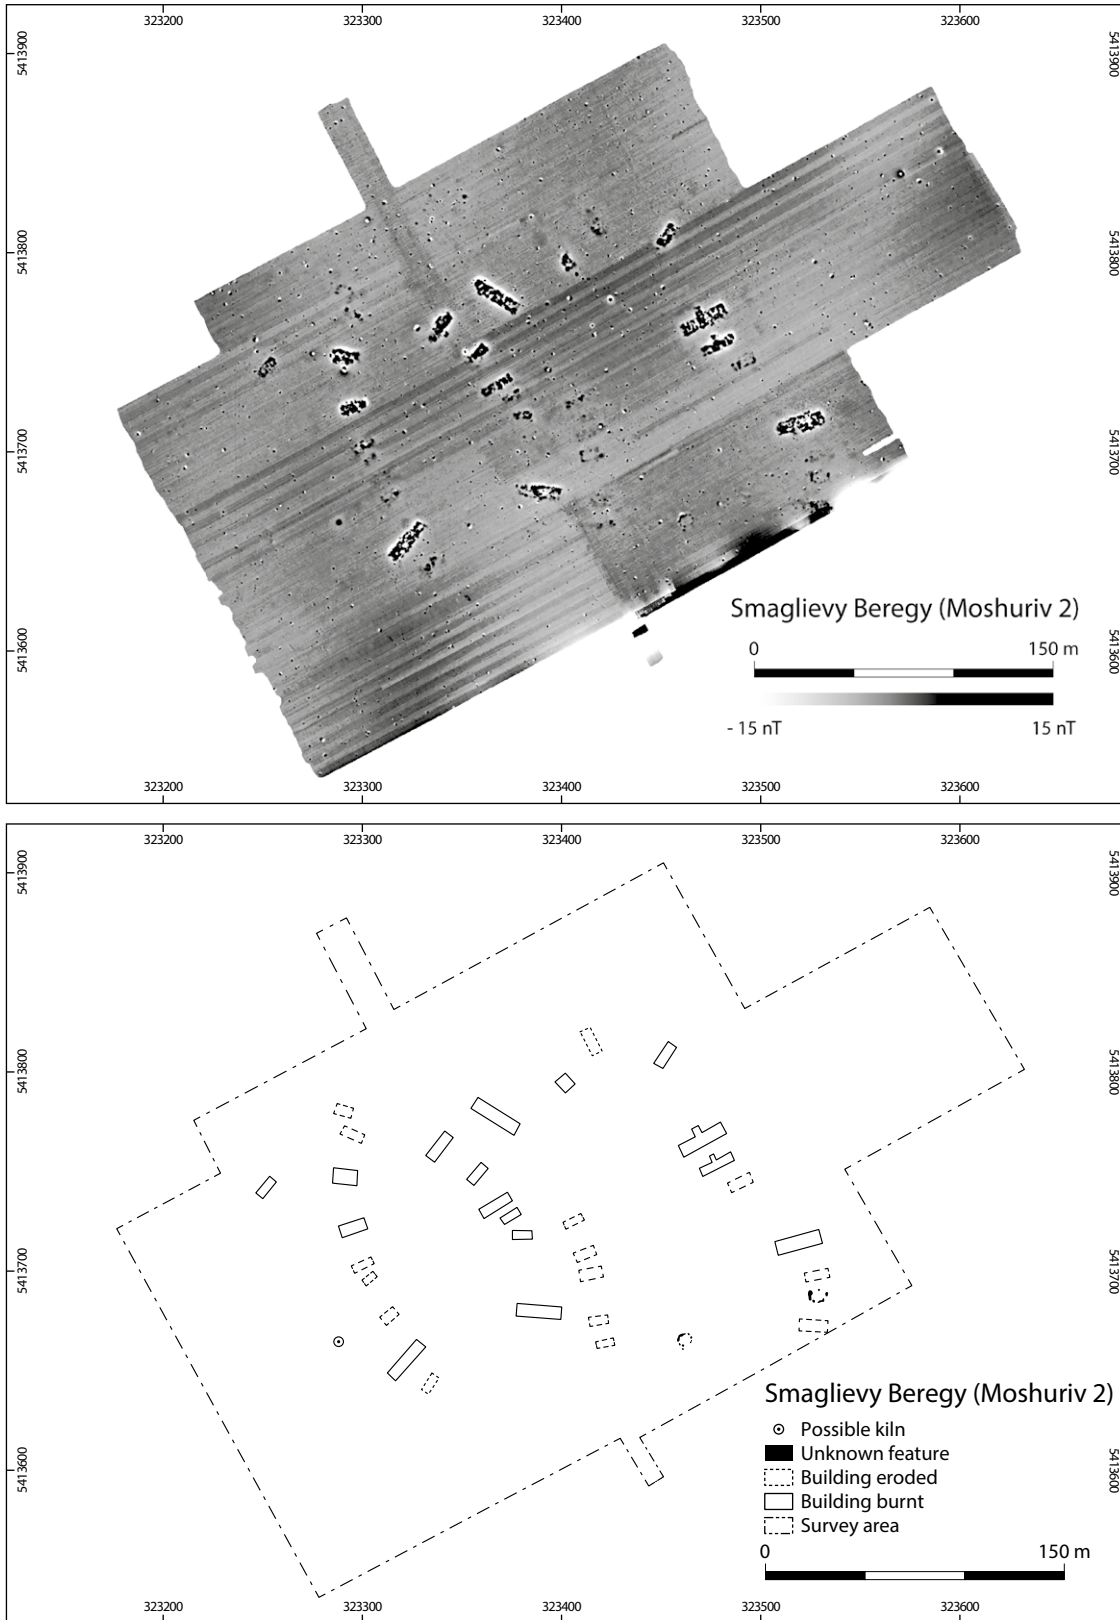 323200 323300 323400 323500 323600
5413900 5413900
5413800 5413800
5413700 5413700
5413600 5413600
Smaglievy Beregy (Moshuriv 2)
0 150 m
- 15 nT 15 nT
323200 323300 323400 323500 323600
323200 323300 323400 323500 323600
5413900 5413900
5413800 5413800
5413700 5413700
5413600 5413600
Smaglievy Beregy (Moshuriv 2)
Possible kiln
Unknown feature
Building eroded
Building burnt
Survey area
0 150 m
323200 323300 323400 323500 323600